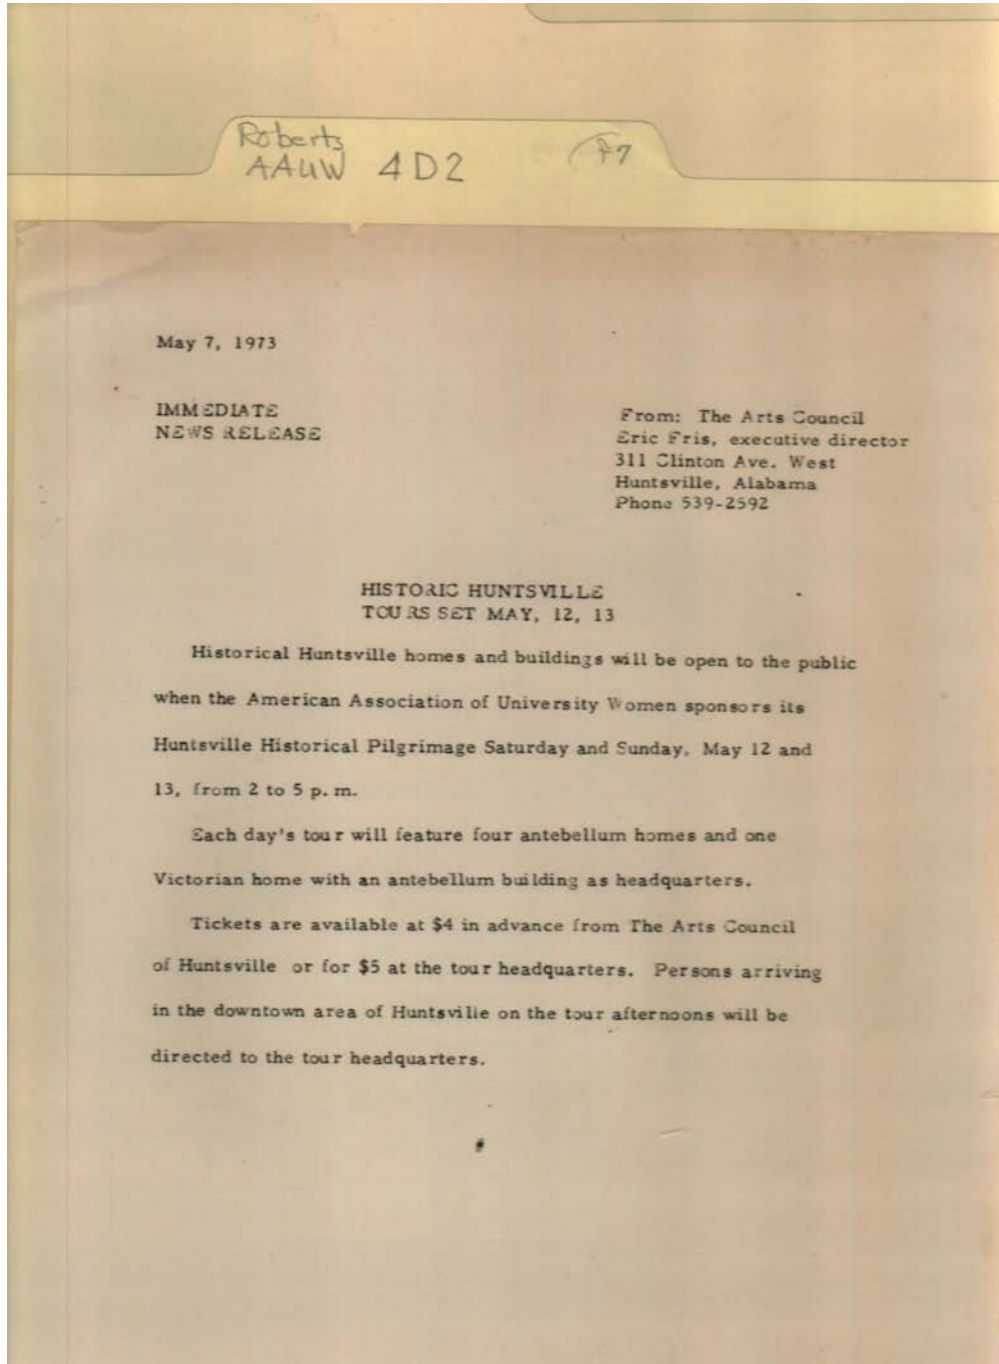 Roberts
AAUW 4D2
May 7, 1973
IMMEDIATE
NEWS RELEASE
From: The Arts Council
Eric Fris, executive director
311 Clinton Ave. West
Huntsville, Alabama
Phone 539-2592
HISTORIC HUNTSVILLE
TOURS SET MAY, 12, 13
Historical Huntsville homes and buildings will be open to the public
when the American Association of University Women sponsors its
Huntsville Historical Pilgrimage Saturday and Sunday, May 12 and
13, from 2 to 5 p. m.
Each day's tour will feature four antebellum homes and one
Victorian home with an antebellum building as headquarters.
Tickets are available at $4 in advance from The Arts Council
of Huntsville or for $5 at the tour headquarters. Persons arriving
in the downtown area of Huntsville on the tour afternoons will be
directed to the tour headquarters.
#